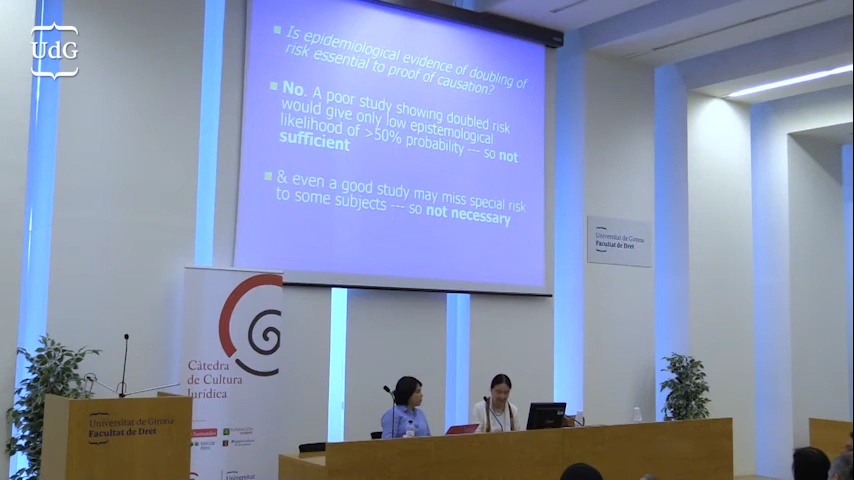 UdG
Is epidemiological evidence of doubling of
risk essential to proof of causation?
No. A poor study showing doubled risk
would give only low epistemological
likelihood of >50% probability --- so not
sufficient
& even a good study may miss special risk
to some subjects --- so not necessary
Universitat de Girona
Facultat de Dret
Càtedra
de Cultura
Jurídica
Universitat de Girona
Facultat de Dret